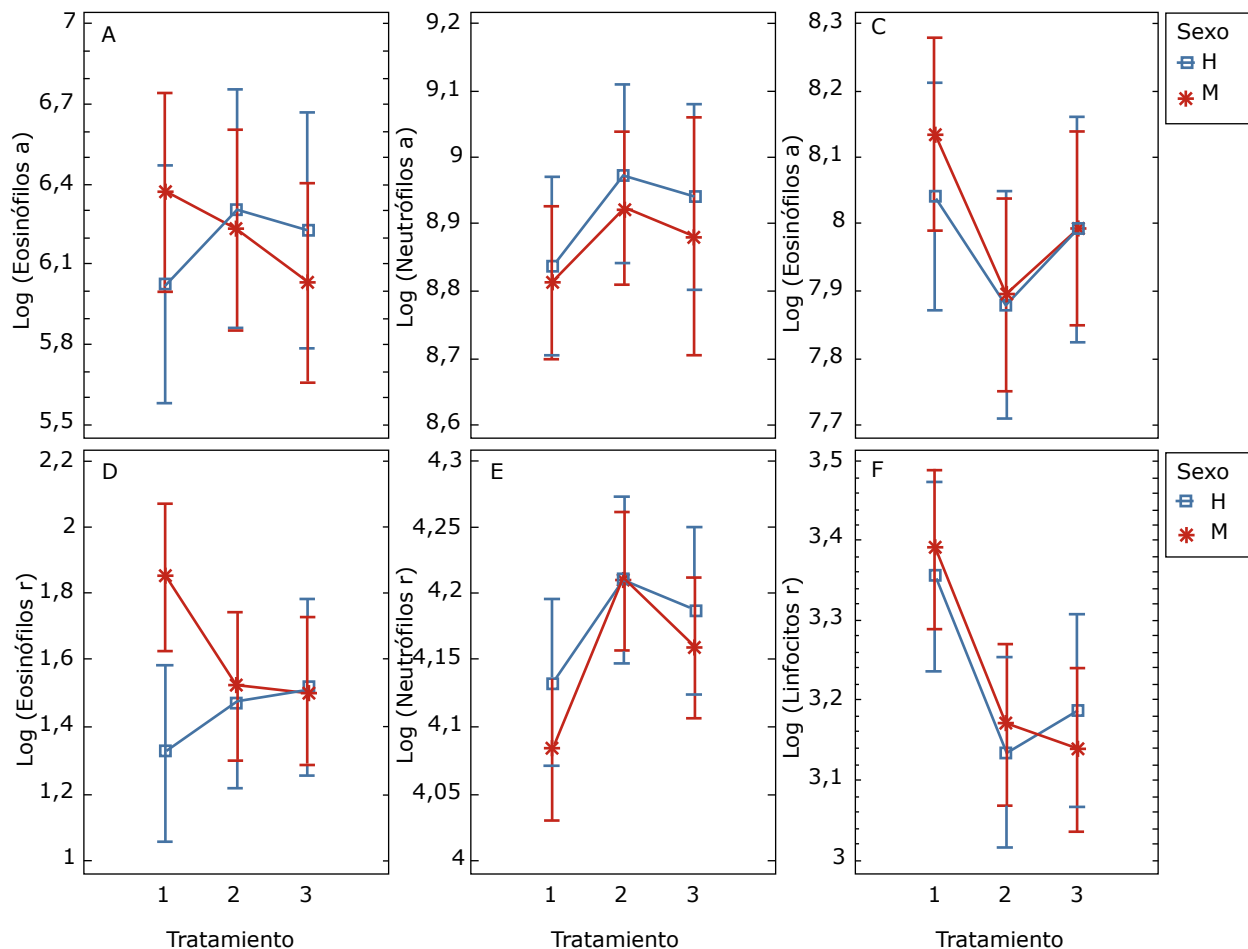 A
Log (Eosinófilos a)
7
6,7
6,4
6,1
5,8
5,5
Log (Neutrófilos a)
9,2
9,1
9
8,9
8,8
8,7
8,6
C
Log (Eosinófilos a)
8,3
8,2
8,1
8
7,9
7,8
7,7
Sexo
H
M
D
Log (Eosinófilos r)
2,2
2
1,8
1,6
1,4
1,2
1
1 2 3
Tratamiento
E
Log (Neutrófilos r)
4,3
4,25
4,2
4,15
4,1
4,05
4
1 2 3
Tratamiento
F
Log (Linfocitos r)
3,5
3,4
3,3
3,2
3,1
3
1 2 3
Tratamiento
Sexo
H
M